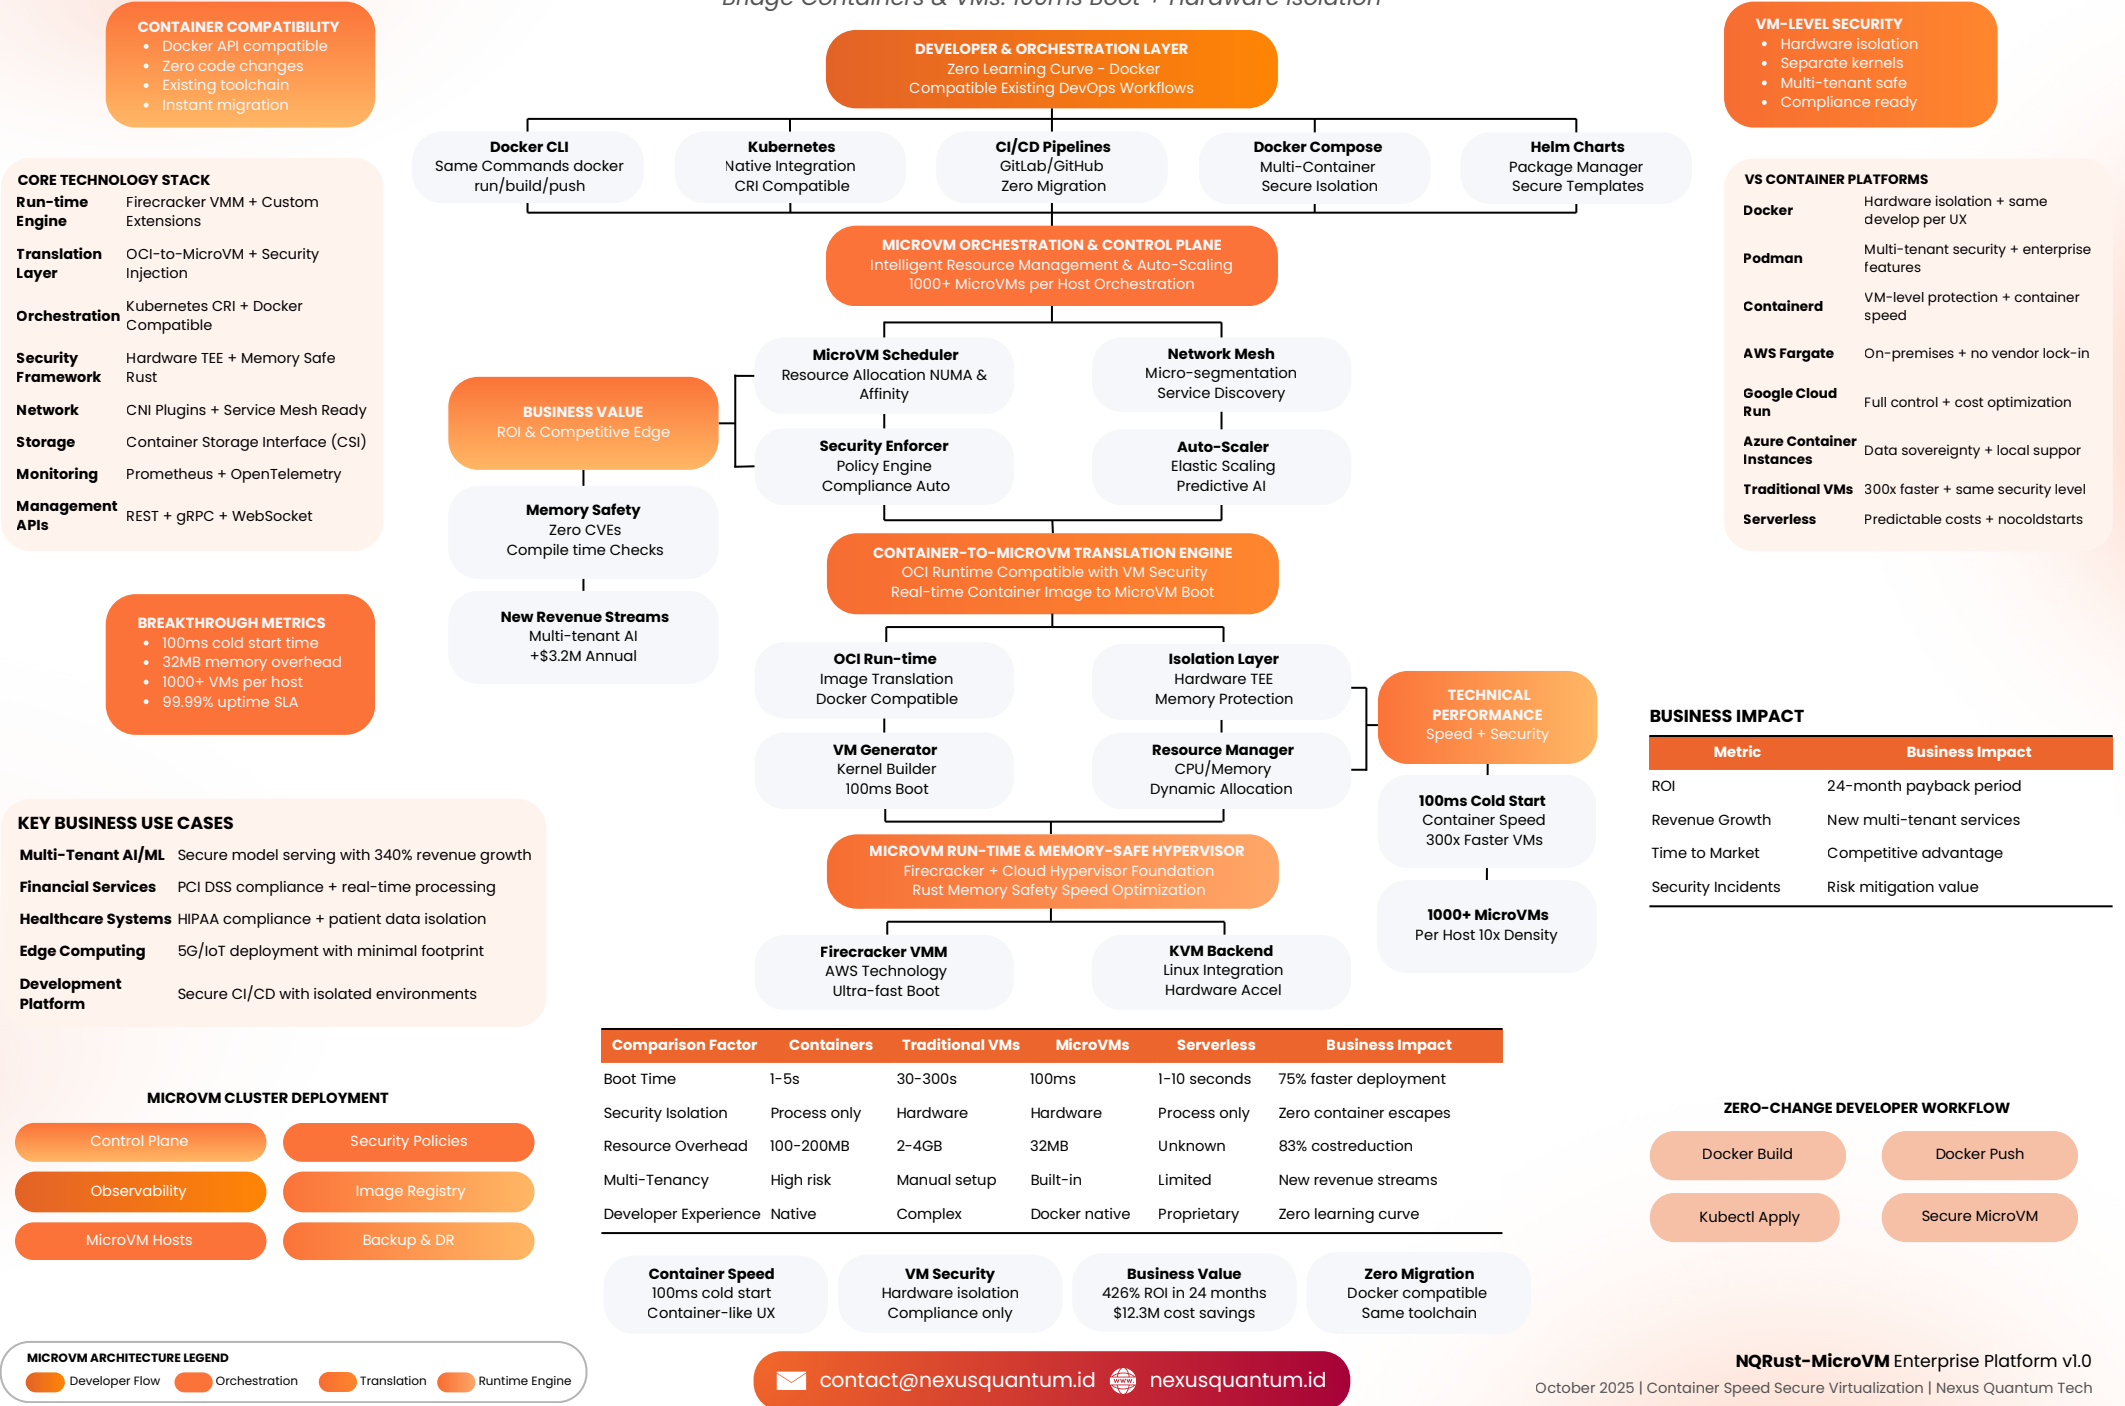 Bridge Containers & VMs: 100ms Boot + Hardware Isolation
CONTAINER COMPATIBILITY
• Docker API compatible
• Zero code changes
• Existing toolchain
• Instant migration
DEVELOPER & ORCHESTRATION LAYER
Zero Learning Curve - Docker
Compatible Existing DevOps Workflows
VM-LEVEL SECURITY
• Hardware isolation
• Separate kernels
• Multi-tenant safe
• Compliance ready
Docker CLI
Same Commands docker
run/build/push
Kubernetes
Native Integration
CRI Compatible
CI/CD Pipelines
GitLab/GitHub
Zero Migration
Docker Compose
Multi-Container
Secure Isolation
Helm Charts
Package Manager
Secure Templates
CORE TECHNOLOGY STACK
Run-time Engine Firecracker VMM + Custom Extensions
Translation Layer OCI-to-MicroVM + Security Injection
Orchestration Kubernetes CRI + Docker Compatible
Security Framework Hardware TEE + Memory Safe Rust
Network CNI Plugins + Service Mesh Ready
Storage Container Storage Interface (CSI)
Monitoring Prometheus + OpenTelemetry
Management APIs REST + gRPC + WebSocket
VS CONTAINER PLATFORMS
Docker Hardware isolation + same develop per UX
Podman Multi-tenant security + enterprise features
Containerd VM-level protection + container speed
AWS Fargate On-premises + no vendor lock-in
Google Cloud Run Full control + cost optimization
Azure Container Instances Data sovereignty + local suppor
Traditional VMs 300x faster + same security level
Serverless Predictable costs + nocoldstarts
MICROVM ORCHESTRATION & CONTROL PLANE
Intelligent Resource Management & Auto-Scaling
1000+ MicroVMs per Host Orchestration
MicroVM Scheduler
Resource Allocation NUMA &
Affinity
Network Mesh
Micro-segmentation
Service Discovery
Security Enforcer
Policy Engine
Compliance Auto
Auto-Scaler
Elastic Scaling
Predictive AI
BUSINESS VALUE
ROI & Competitive Edge
Memory Safety
Zero CVEs
Compile time Checks
New Revenue Streams
Multi-tenant AI
+$3.2M Annual
CONTAINER-TO-MICROVM TRANSLATION ENGINE
OCI Runtime Compatible with VM Security
Real-time Container Image to MicroVM Boot
OCI Run-time
Image Translation
Docker Compatible
Isolation Layer
Hardware TEE
Memory Protection
VM Generator
Kernel Builder
100ms Boot
Resource Manager
CPU/Memory
Dynamic Allocation
TECHNICAL
PERFORMANCE
Speed + Security
100ms Cold Start
Container Speed
300x Faster VMs
1000+ MicroVMs
Per Host 10x Density
BREAKTHROUGH METRICS
• 100ms cold start time
• 32MB memory overhead
• 1000+ VMs per host
• 99.99% uptime SLA
BUSINESS IMPACT
Metric Business Impact
ROI 24-month payback period
Revenue Growth New multi-tenant services
Time to Market Competitive advantage
Security Incidents Risk mitigation value
KEY BUSINESS USE CASES
Multi-Tenant AI/ML Secure model serving with 340% revenue growth
Financial Services PCI DSS compliance + real-time processing
Healthcare Systems HIPAA compliance + patient data isolation
Edge Computing 5G/IoT deployment with minimal footprint
Development Platform Secure CI/CD with isolated environments
MICROVM RUN-TIME & MEMORY-SAFE HYPERVISOR
Firecracker + Cloud Hypervisor Foundation
Rust Memory Safety Speed Optimization
Firecracker VMM
AWS Technology
Ultra-fast Boot
KVM Backend
Linux Integration
Hardware Accel
Comparison Factor Containers Traditional VMs MicroVMs Serverless Business Impact
Boot Time 1-5s 30-300s 100ms 1-10 seconds 75% faster deployment
Security Isolation Process only Hardware Hardware Process only Zero container escapes
Resource Overhead 100-200MB 2-4GB 32MB Unknown 83% costreduction
Multi-Tenancy High risk Manual setup Built-in Limited New revenue streams
Developer Experience Native Complex Docker native Proprietary Zero learning curve
MICROVM CLUSTER DEPLOYMENT
Control Plane Security Policies
Observability Image Registry
MicroVM Hosts Backup & DR
ZERO-CHANGE DEVELOPER WORKFLOW
Docker Build Docker Push
Kubectl Apply Secure MicroVM
Container Speed
100ms cold start
Container-like UX
VM Security
Hardware isolation
Compliance only
Business Value
426% ROI in 24 months
$12.3M cost savings
Zero Migration
Docker compatible
Same toolchain
MICROVM ARCHITECTURE LEGEND
Developer Flow Orchestration Translation Runtime Engine
contact@nexusquantum.id www. nexusquantum.id
NQRust-MicroVM Enterprise Platform v1.0
October 2025 | Container Speed Secure Virtualization | Nexus Quantum Tech